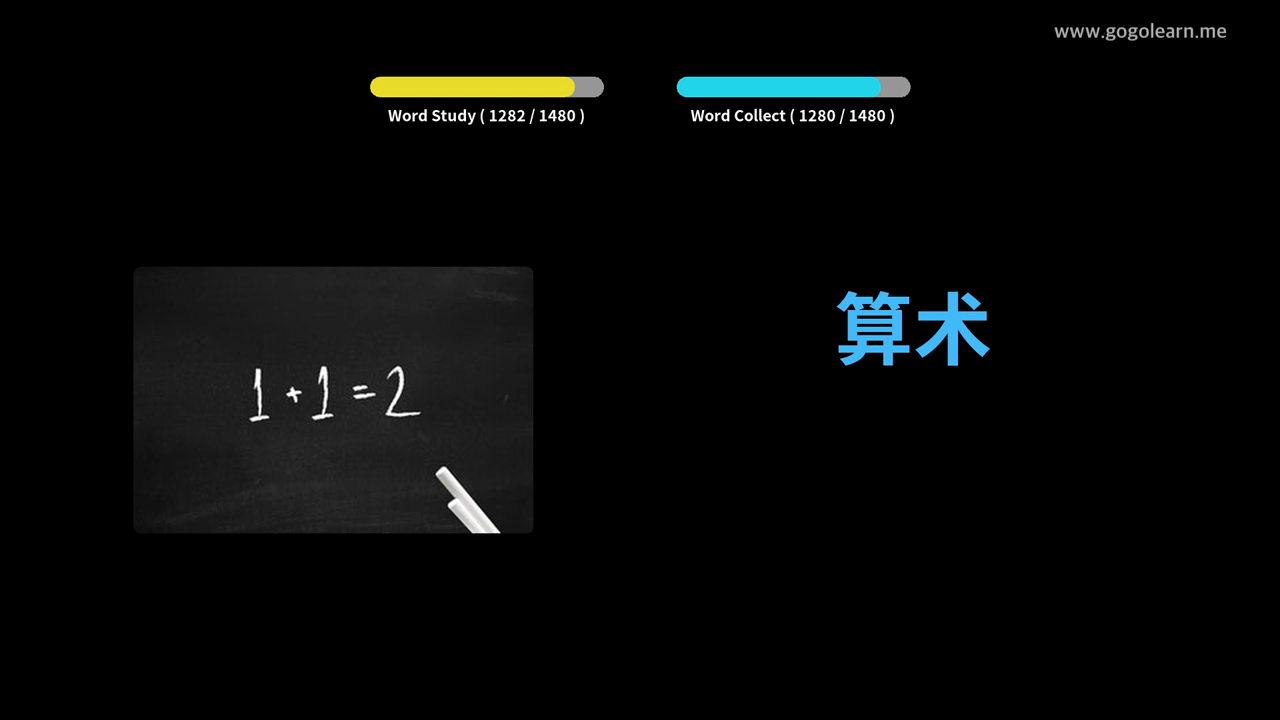 www.gogolearn.me
Word Study ( 1282 / 1480 )
Word Collect ( 1280 / 1480 )
算术
1 + 1 = 2